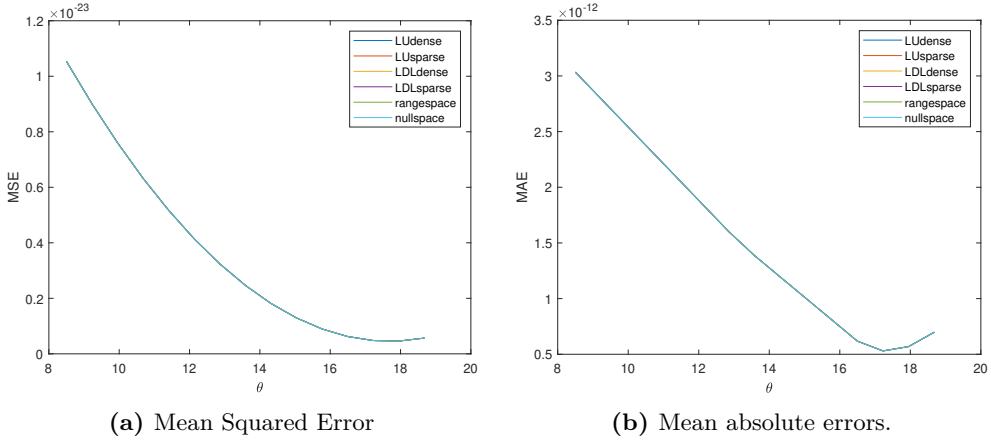 ×10-23
1.2
1
0.8
0.6
0.4
0.2
0
MSE
8 10 12 14 16 18 20
θ
LUdense
LUsparse
LDLdense
LDLsparse
rangespace
nullspace
(a) Mean Squared Error
×10-12
3.5
3
2.5
2
1.5
1
0.5
MAE
8 10 12 14 16 18 20
θ
LUdense
LUsparse
LDLdense
LDLsparse
rangespace
nullspace
(b) Mean absolute errors.